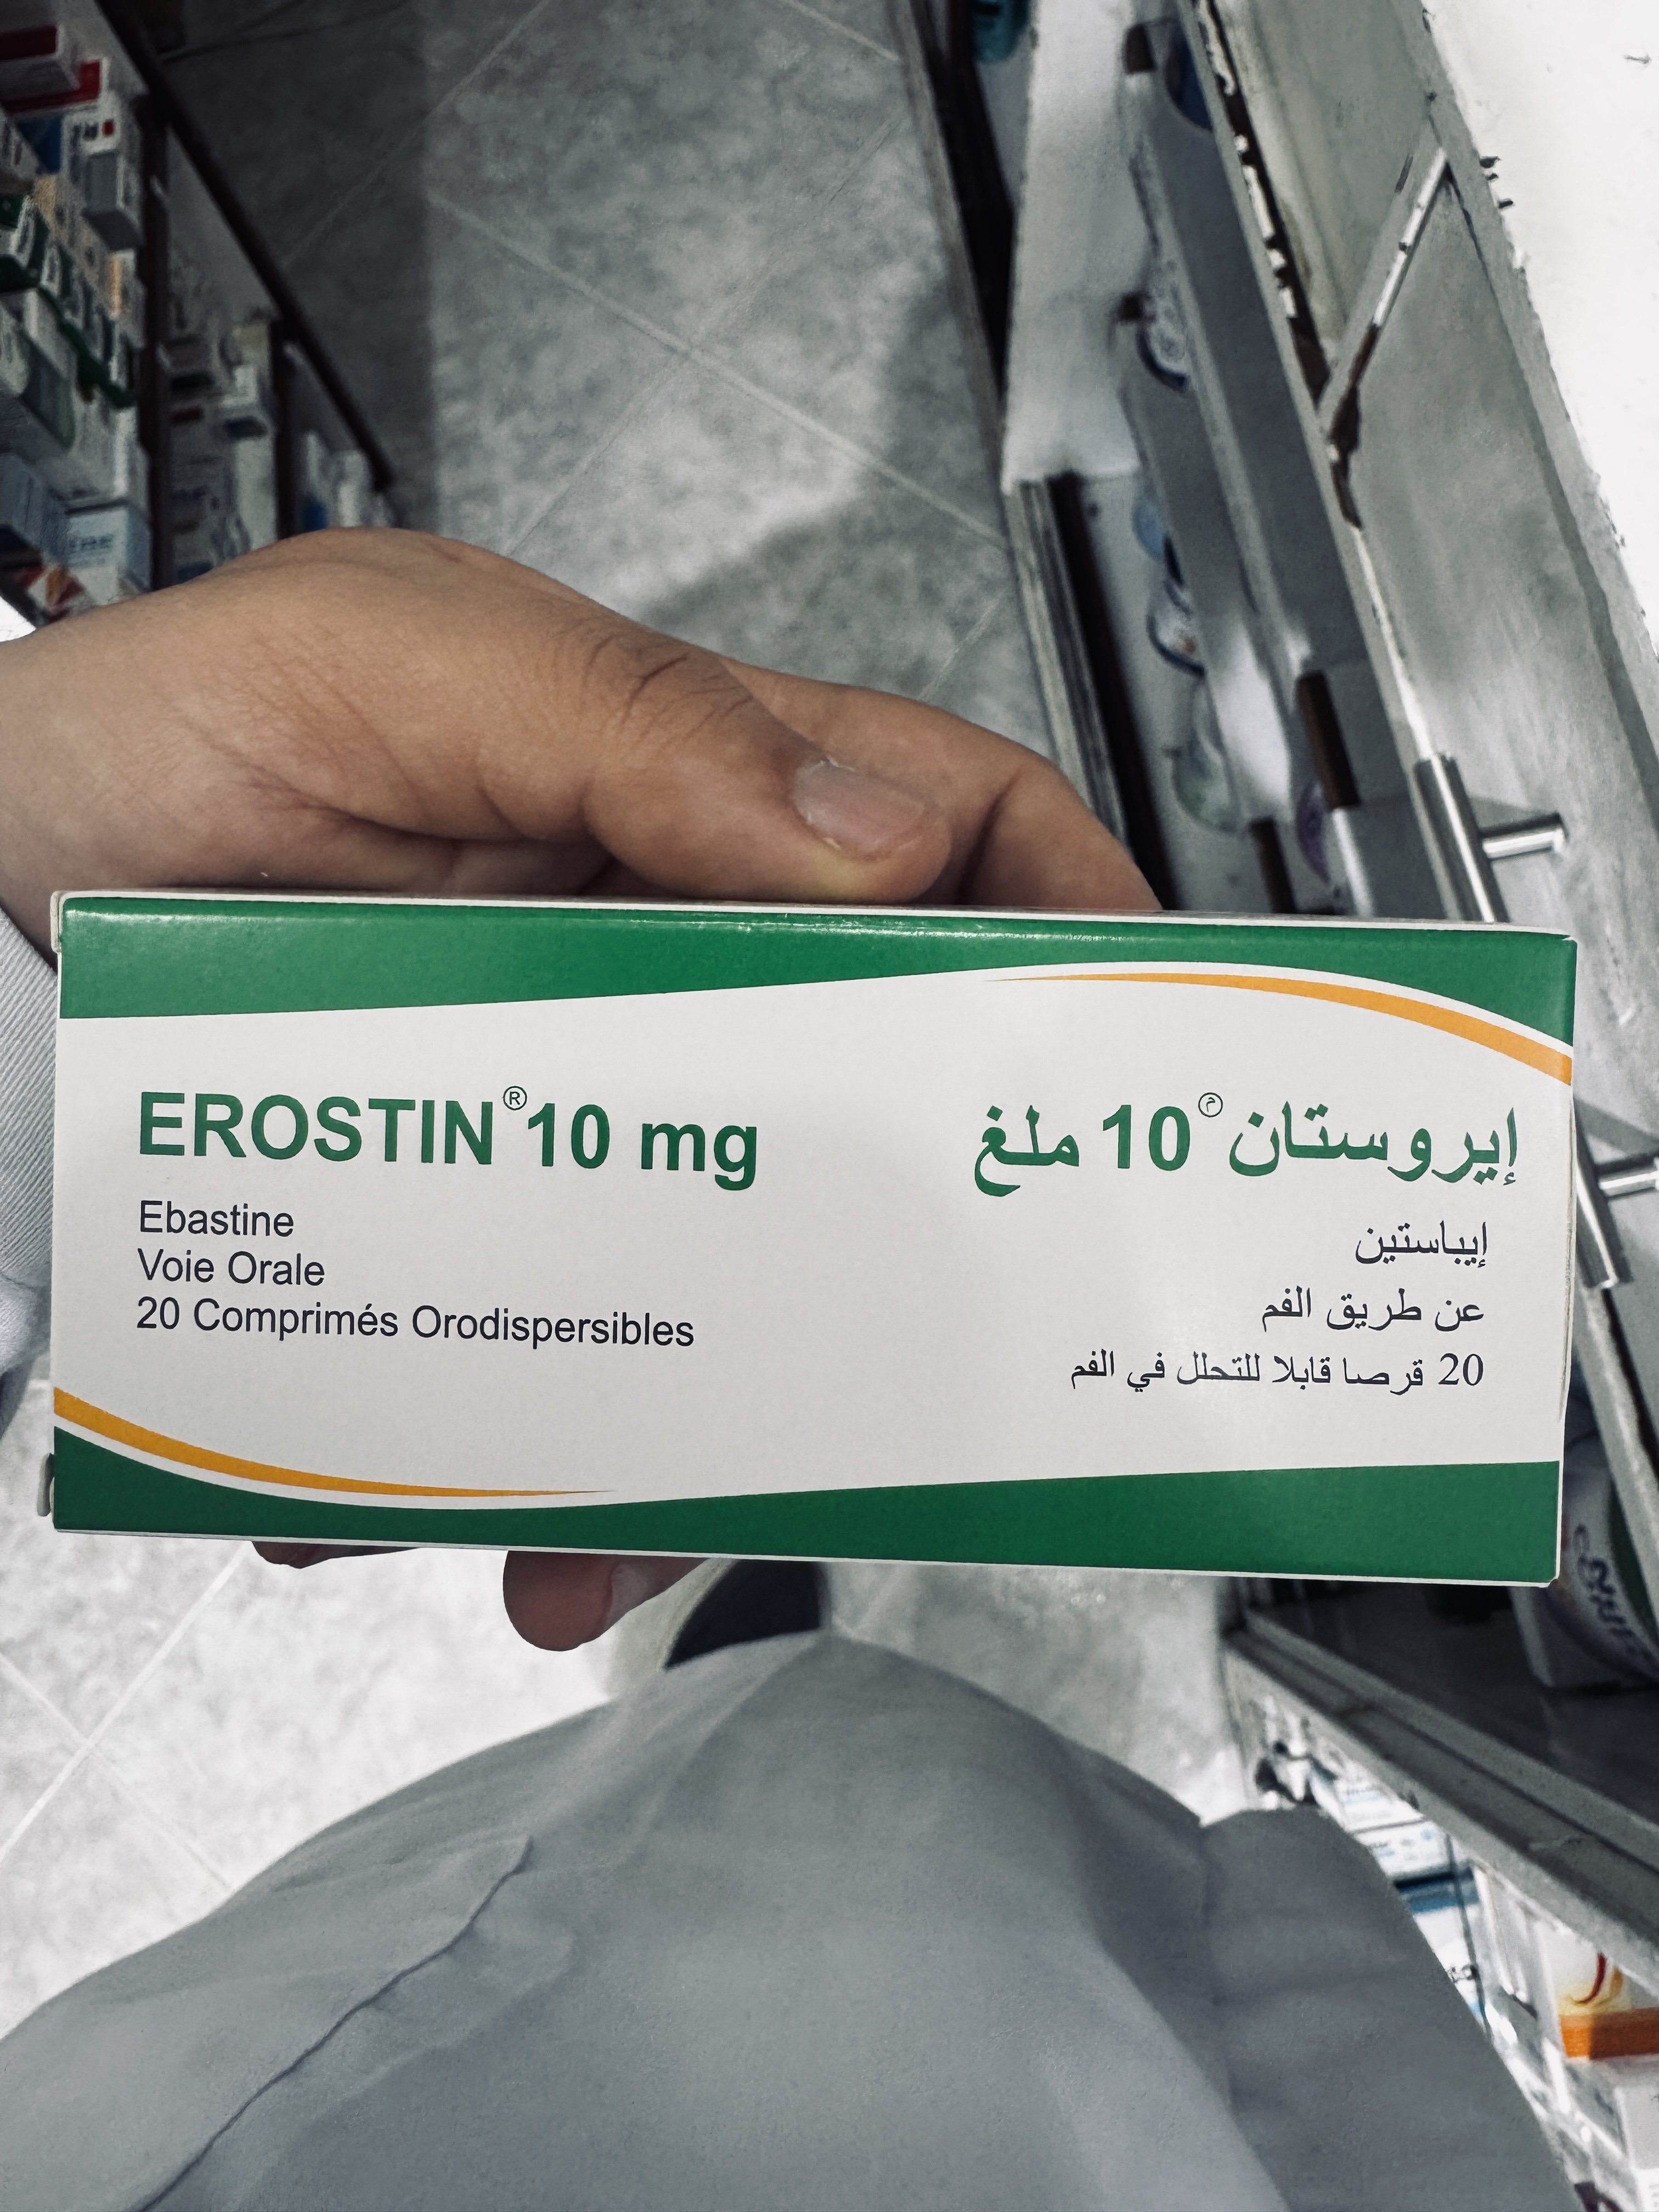 EROSTIN® 10 mg
Ebastine
Voie Orale
20 Comprimés Orodispersibles
إيروستانⓜ 10 ملغ
إيباستين
عن طريق الفم
20 قرصا قابلا للتحلل في الفم